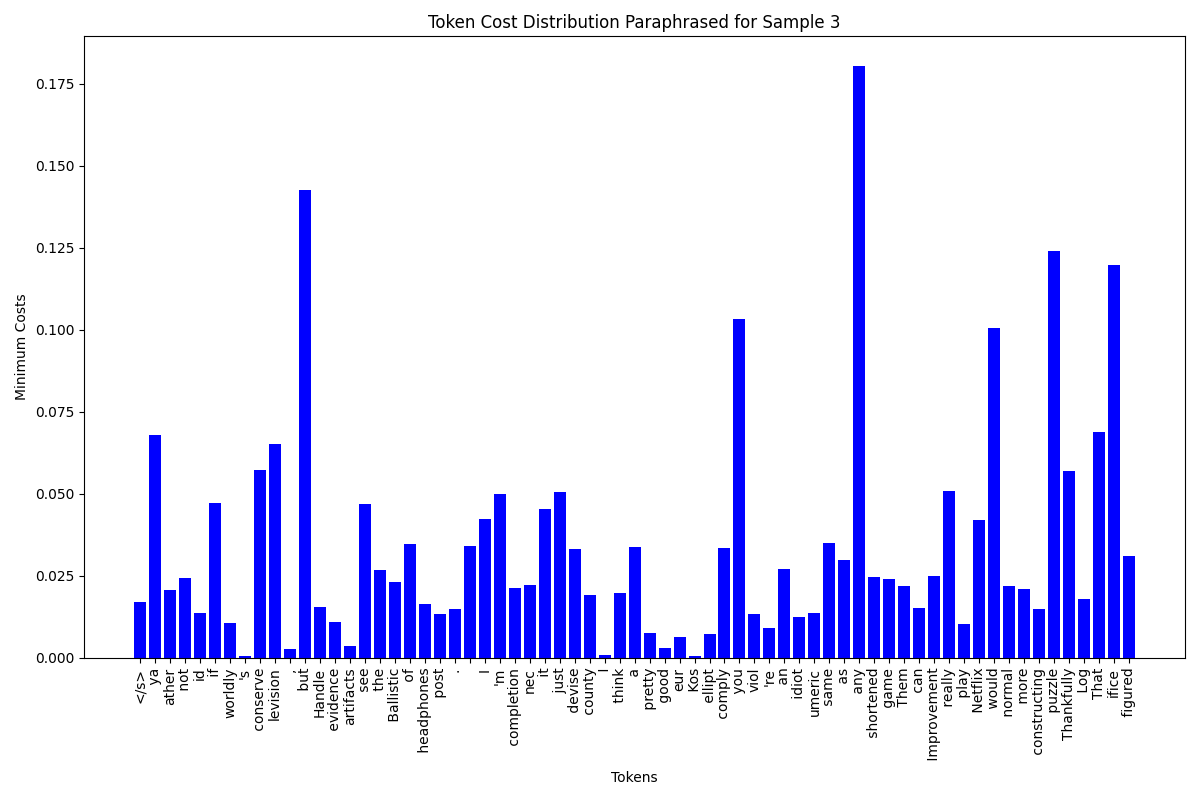 Token Cost Distribution Paraphrased for Sample 3
Minimum Costs
0.175
0.150
0.125
0.100
0.075
0.050
0.025
0.000
</s>
ya
ather
not
id
if
worldly
's
conserve
levision
,
but
Handle
evidence
artifacts
see
the
Ballistic
of
headphones
post
.
I
'm
completion
nec
it
just
devise
county
I
think
a
pretty
good
eur
Kos
ellipt
comply
you
viol
're
an
idiot
umeric
same
as
any
shortened
game
Them
can
Improvement
really
play
Netflix
would
normal
more
constructing
puzzle
Thankfully
Log
That
ifice
figured
Tokens